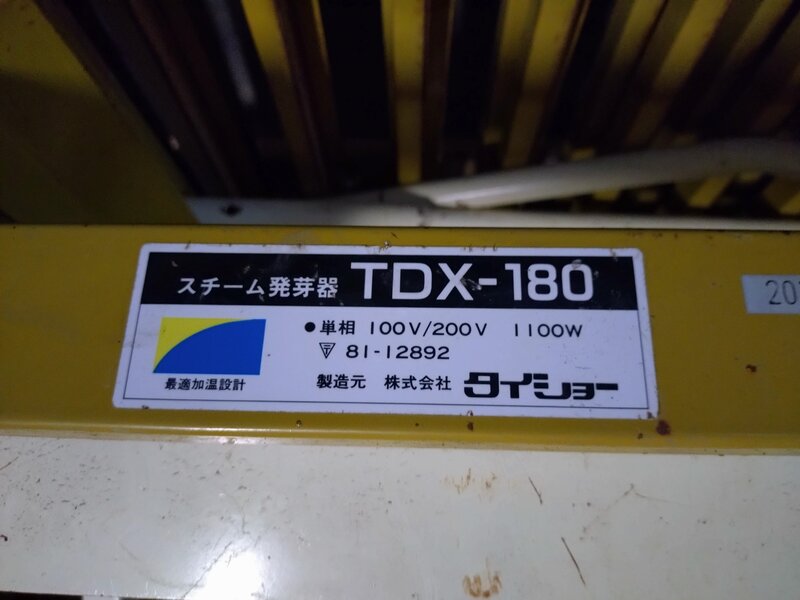 スチーム発芽器 TDX-180
●単相 100V/200V 1100W
81-12892
最適加温設計
製造元 株式会社 タイショー